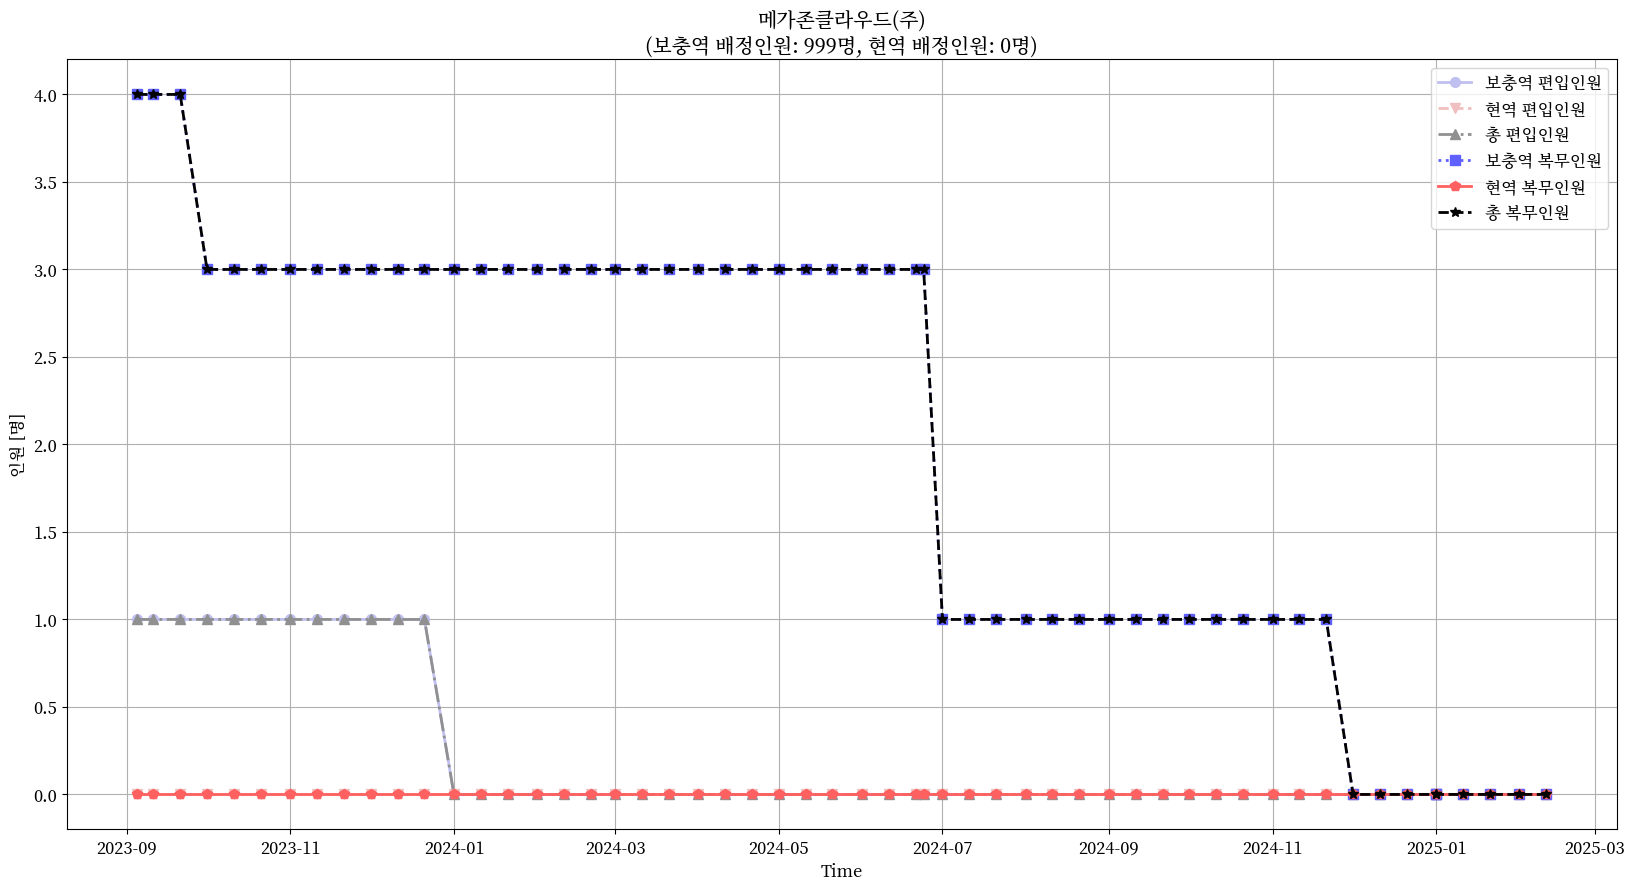 메가존클라우드(주)
(보충역 배정인원: 999명, 현역 배정인원: 0명)
보충역 편입인원
현역 편입인원
총 편입인원
보충역 복무인원
현역 복무인원
총 복무인원
인원 [명]
4.0
3.5
3.0
2.5
2.0
1.5
1.0
0.5
0.0
2023-09 2023-11 2024-01 2024-03 2024-05 2024-07 2024-09 2024-11 2025-01 2025-03
Time